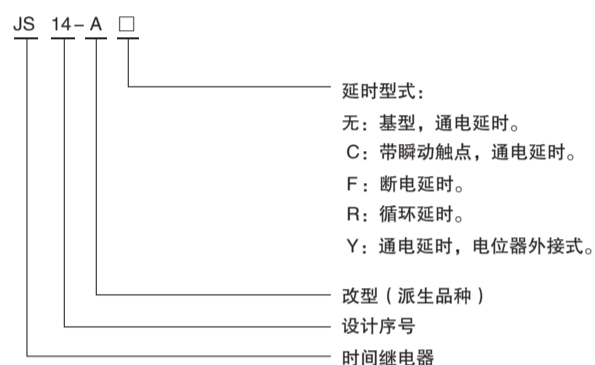 JS 14-A □
延时型式：
无：基型，通电延时。
C：带瞬动触点，通电延时。
F：断电延时。
R：循环延时。
Y：通电延时，电位器外接式。
改型（派生品种）
设计序号
时间继电器